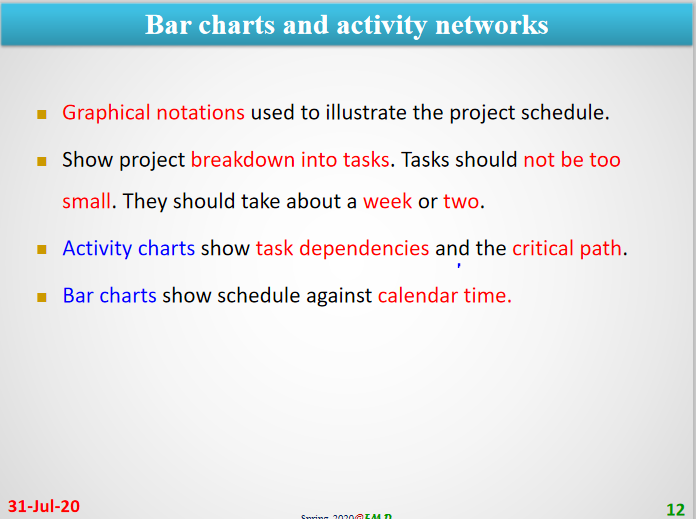 Bar charts and activity networks
Graphical notations used to illustrate the project schedule.
Show project breakdown into tasks. Tasks should not be too
small. They should take about a week or two.
Activity charts show task dependencies and the critical path.
Bar charts show schedule against calendar time.
31-Jul-20
Spring 2020@
12